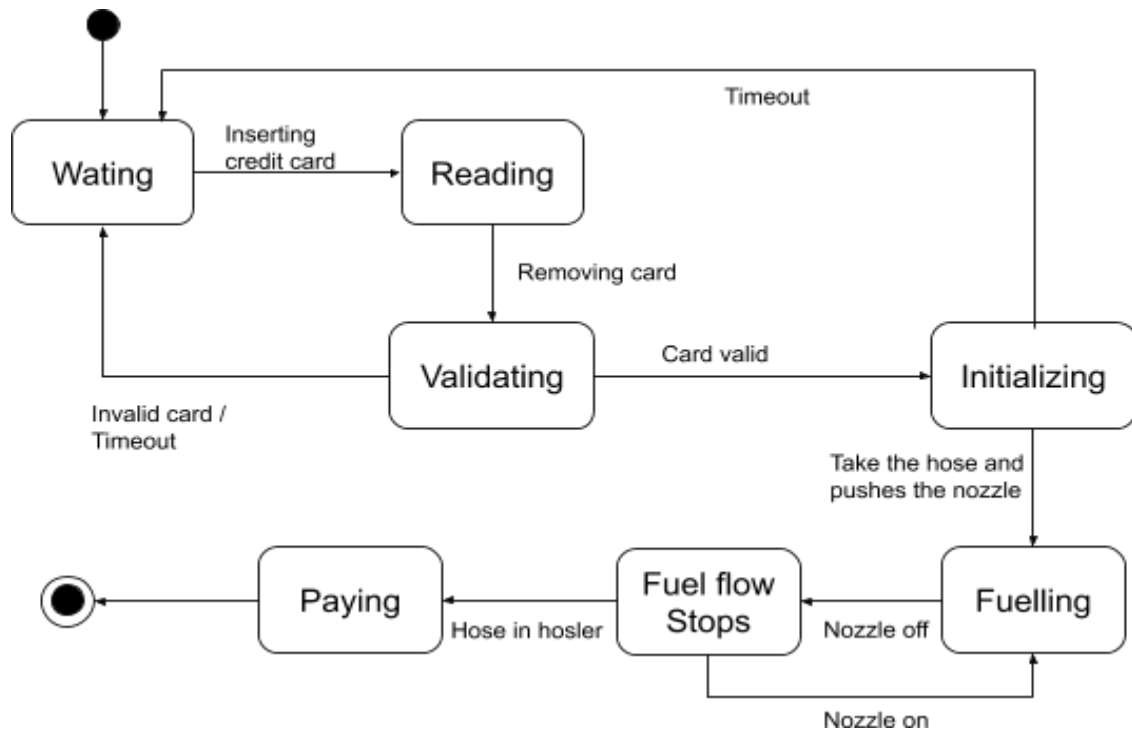 Timeout
Inserting
credit card
Wating
Reading
Removing card
Validating
Card valid
Initializing
Invalid card /
Timeout
Take the hose and
pushes the nozzle
Paying
Hose in hosler
Fuel flow
Stops
Nozzle off
Fuelling
Nozzle on